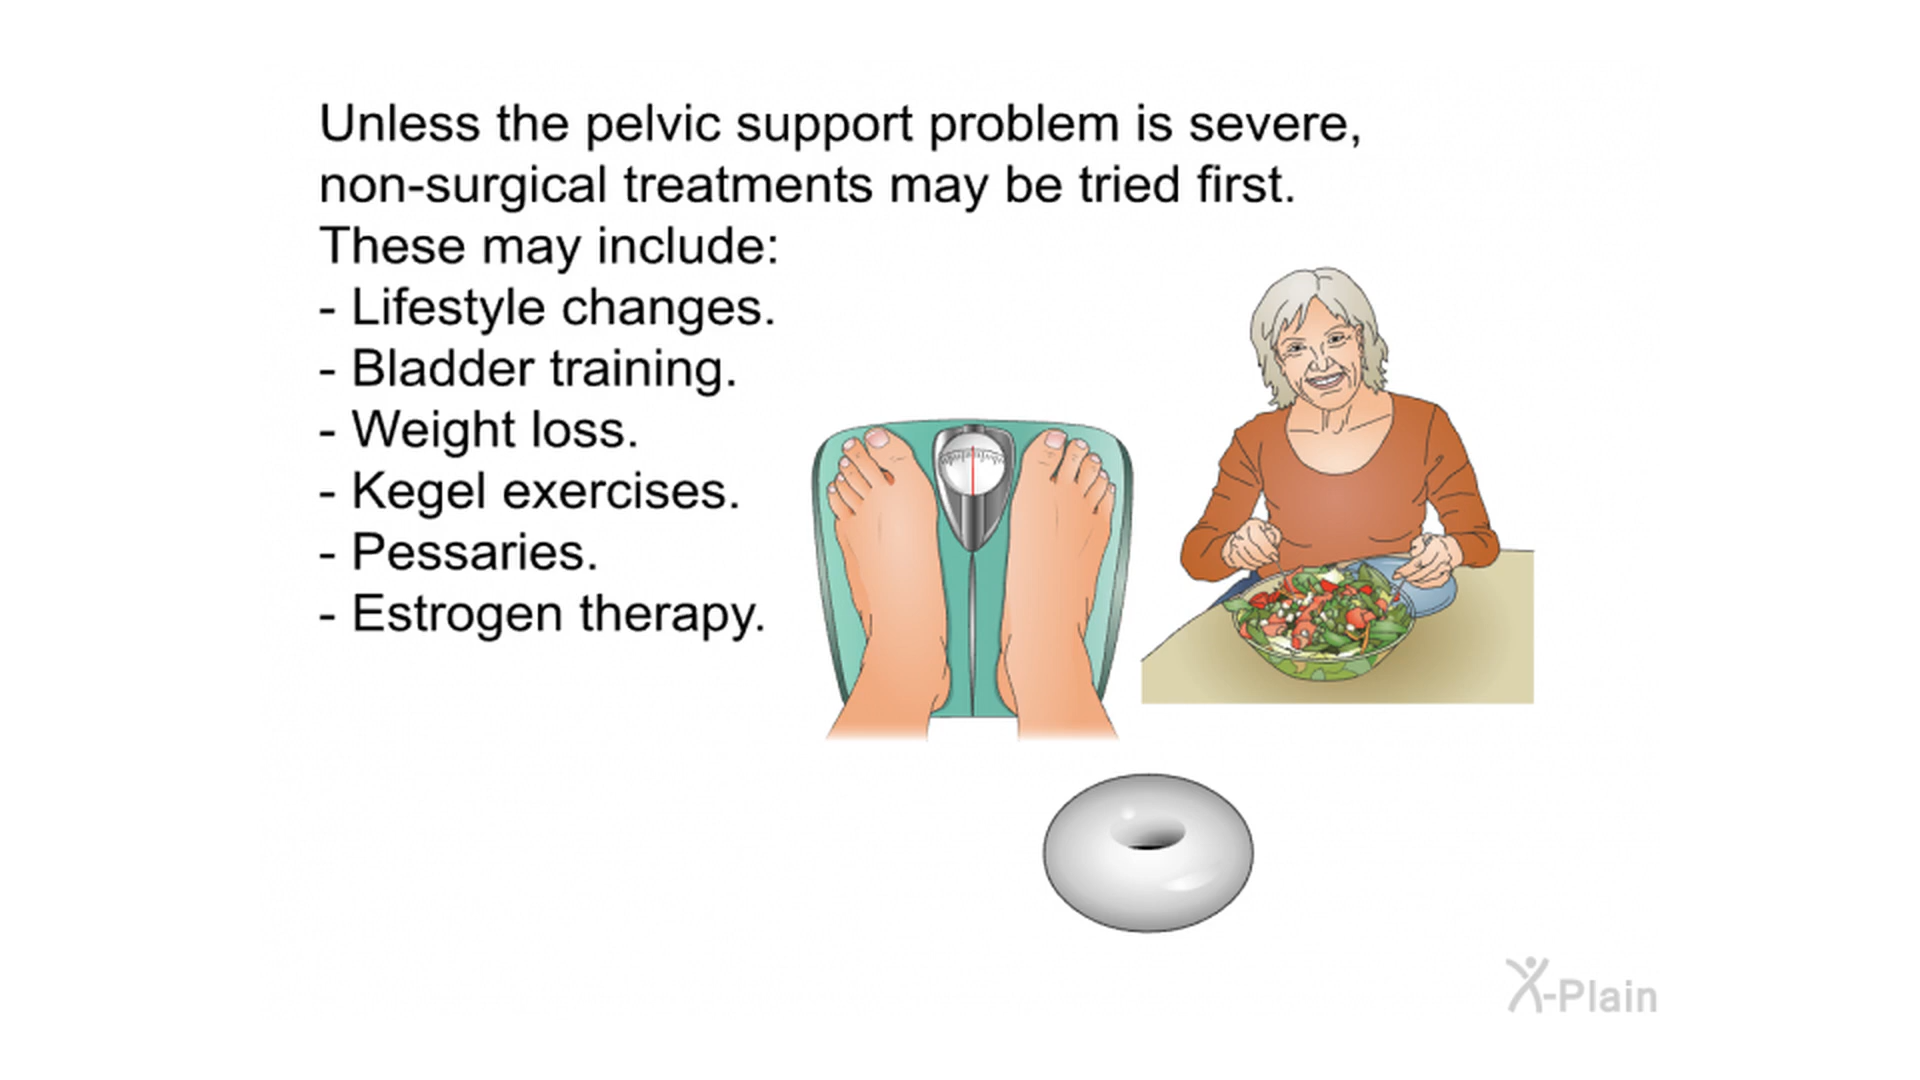 Unless the pelvic support problem is severe,
non-surgical treatments may be tried first.
These may include:
- Lifestyle changes.
- Bladder training.
- Weight loss.
- Kegel exercises.
- Pessaries.
- Estrogen therapy.
X-Plain